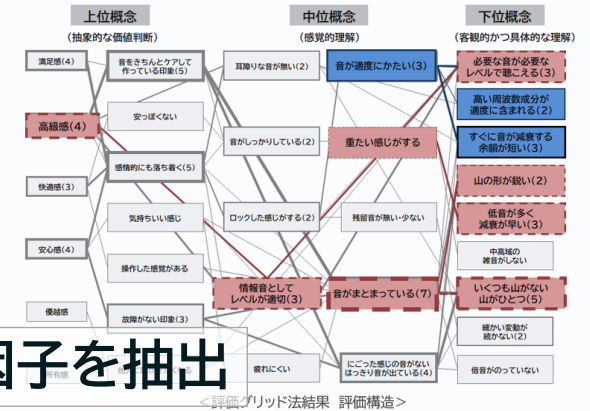 上位概念
(抽象的な価値判断)
中位概念
(感覚的理解)
下位概念
(客観的かつ具体的な理解)
満足感(4)
高級感(4)
快適感(3)
安心感(4)
優越感
所有感
音をきちんとケアして
作っている印象(5)
安っぽくない
感情的にも落ち着く(5)
気持ちいい感じ
操作した感覚がある
故障がない印象(3)
耳障りな音が無い(2)
音がしっかりしている(2)
ロックした感じがする(2)
情報音として
レベルが適切(3)
疲れにくい
音が適度にかたい(3)
重たい感じがする
残留音が無い・少ない
音がまとまっている(7)
にごった感じの音がない
はっきり音が出ている(4)
必要な音が必要な
レベルで聴こえる(3)
高い周波数成分が
適度に含まれる(2)
すぐに音が減衰する
余韻が短い(3)
山の形が鋭い(2)
低音が多く
減衰が早い(3)
中高域の
雑音がしない
いくつも山がない
山がひとつ(5)
細かい変動が
続かない(2)
倍音がのっていない
因子を抽出
＜評価グリッド法結果 評価構造＞